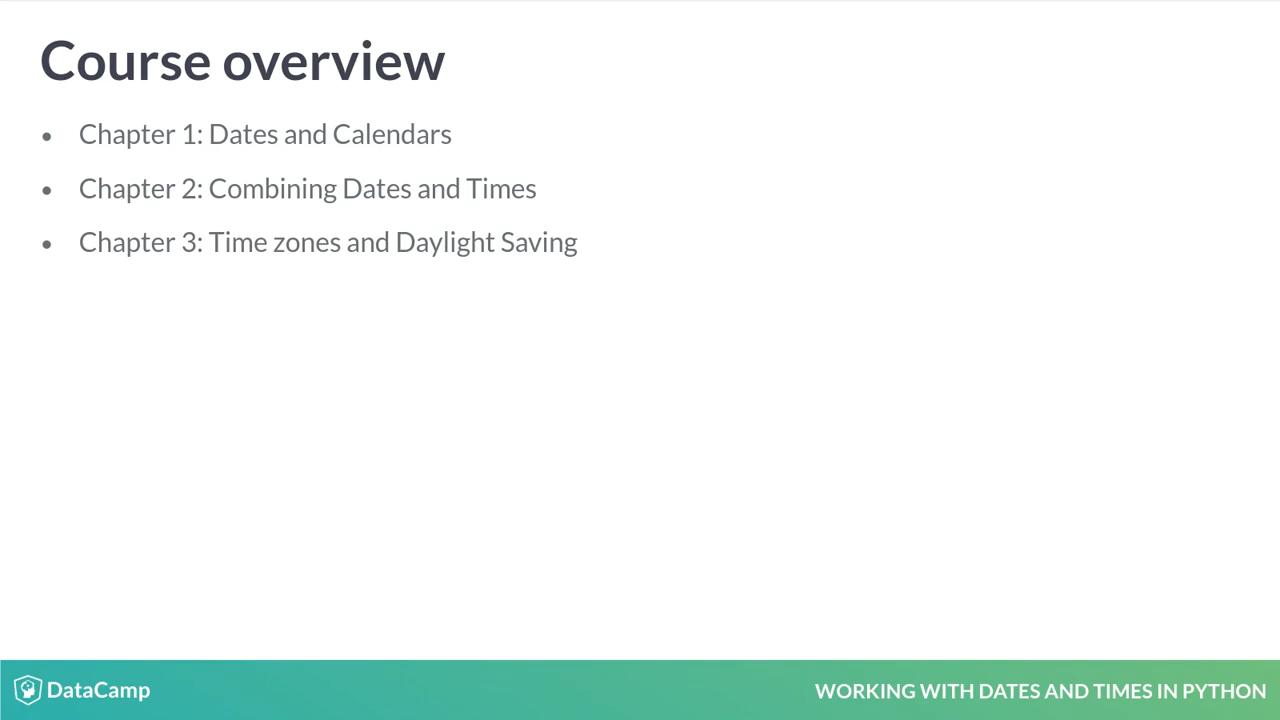 Course overview
• Chapter 1: Dates and Calendars
• Chapter 2: Combining Dates and Times
• Chapter 3: Time zones and Daylight Saving
DataCamp
WORKING WITH DATES AND TIMES IN PYTHON